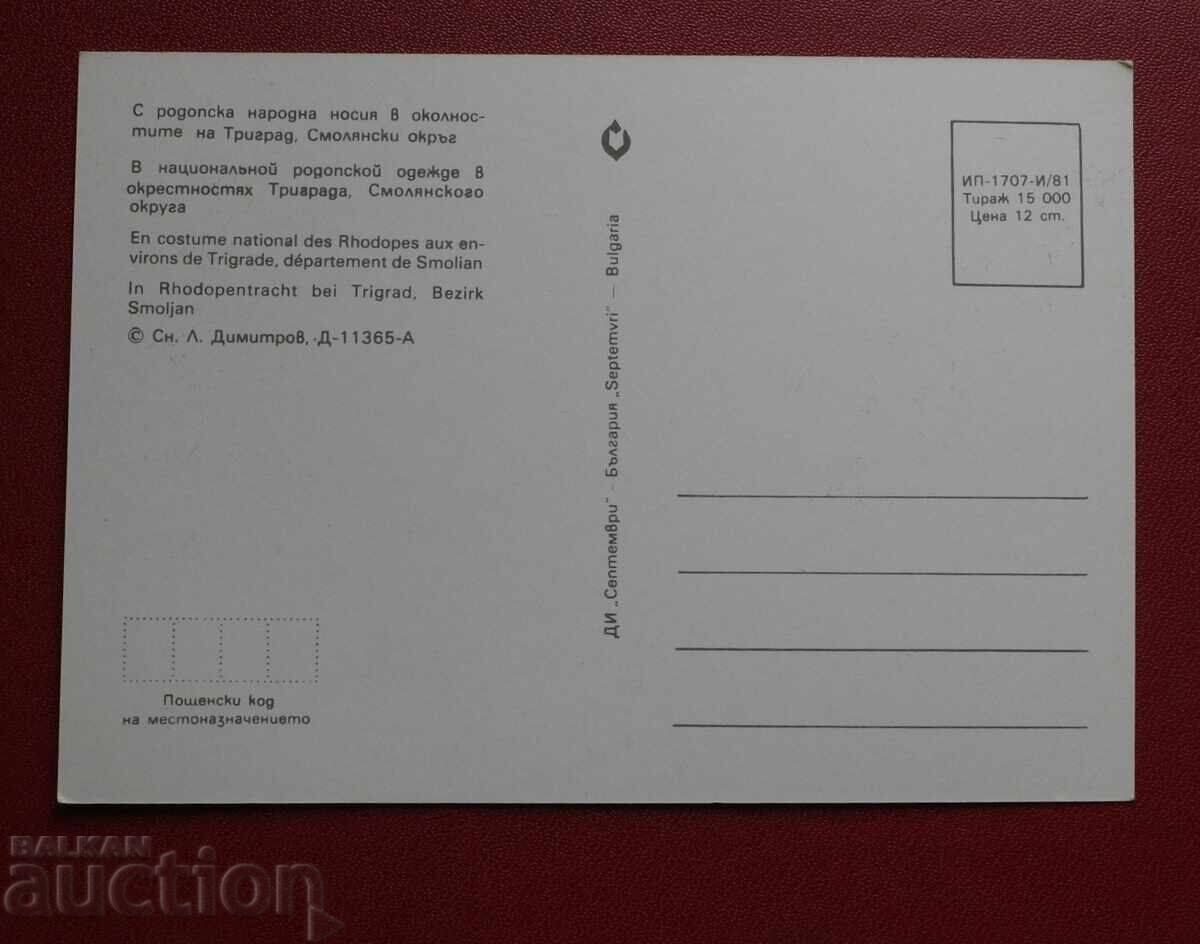 С родопска народна носия в околнос-
тите на Триград, Смолянски окръг
В национальной родопской одежде в
окрестностях Триграда, Смолянского
округа
En costume national des Rhodopes aux en-
virons de Trigrade, département de Smolian
In Rhodopentracht bei Trigrad, Bezirk
Smoljan
© Сн. Л. Димитров, Д-11365-А
Пощенски код
на местоназначението
ДИ „Септември" – България „Septemvri" — Bulgaria
ИП-1707-И/81
Тираж 15 000
Цена 12 ст.
BALKAN
auction